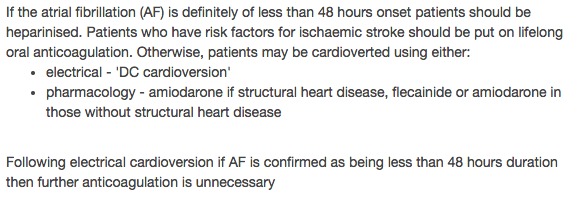 If the atrial fibrillation (AF) is definitely of less than 48 hours onset patients should be
heparinised. Patients who have risk factors for ischaemic stroke should be put on lifelong
oral anticoagulation. Otherwise, patients may be cardioverted using either:
• electrical - 'DC cardioversion'
• pharmacology - amiodarone if structural heart disease, flecainide or amiodarone in
those without structural heart disease
Following electrical cardioversion if AF is confirmed as being less than 48 hours duration
then further anticoagulation is unnecessary